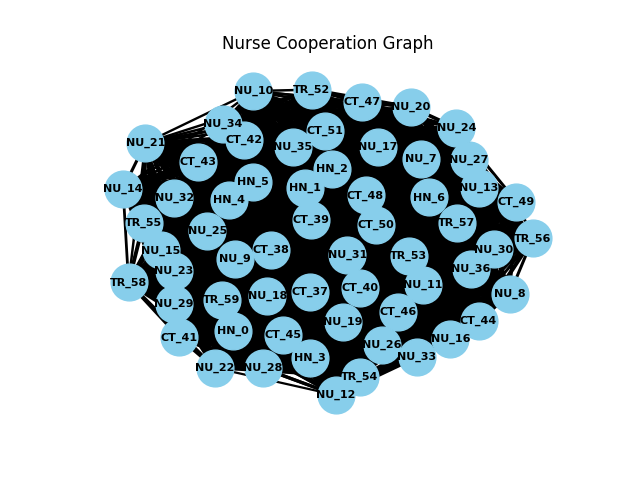 Nurse Cooperation Graph
NU_10
TR_52
CT_47
NU_20
NU_34
NU_24
CT_51
CT_42
NU_21
NU_35
NU_17
NU_7
NU_27
CT_43
HN_2
HN_5
HN_1
NU_14
NU_13
CT_48
NU_32
HN_4
HN_6
CT_49
CT_39
TR_55
TR_57
CT_50
NU_25
TR_56
NU_15
CT_38
NU_30
NU_31
TR_53
NU_9
NU_36
NU_23
TR_58
NU_11
CT_40
CT_37
NU_8
NU_18
TR_59
NU_29
CT_46
NU_19
CT_44
HN_0
CT_45
CT_41
NU_16
NU_26
HN_3
NU_33
NU_22
NU_28
TR_54
NU_12